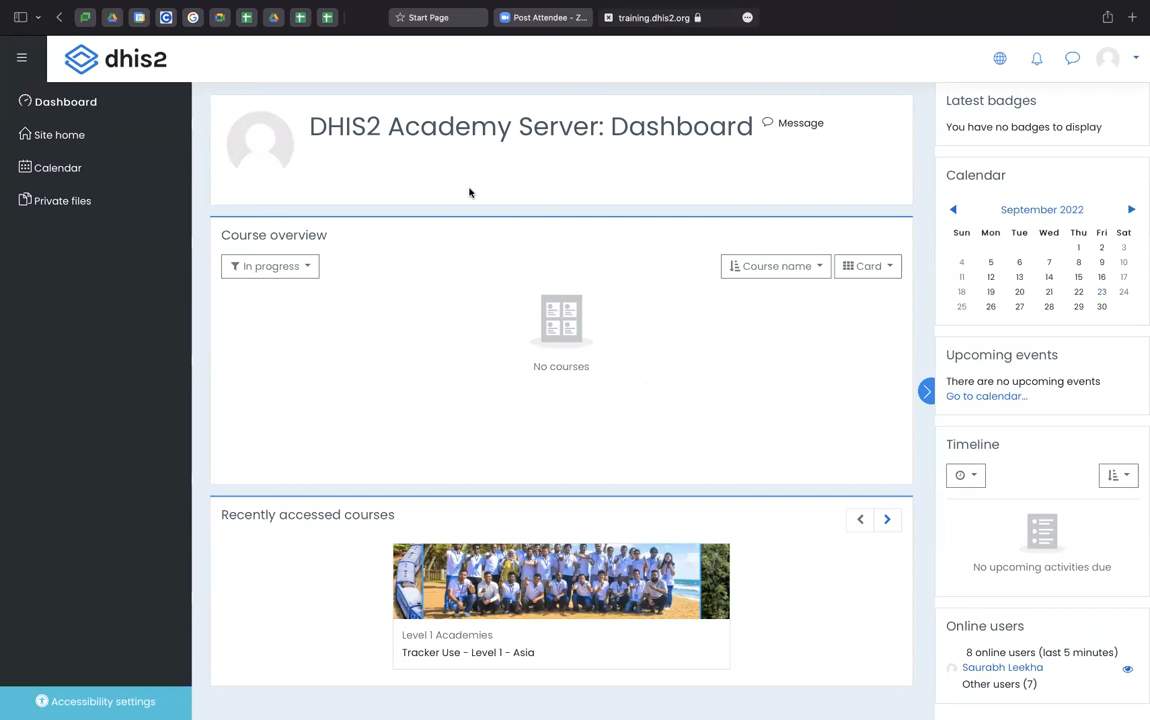 Start Page
Post Attendee - Z...
training.dhis2.org
dhis2
Dashboard
Site home
Calendar
Private files
Accessibility settings
DHIS2 Academy Server: Dashboard
Message
Course overview
In progress
Course name
Card
No courses
Recently accessed courses
Level 1 Academies
Tracker Use - Level 1 - Asia
Latest badges
You have no badges to display
Calendar
September 2022
Sun Mon Tue Wed Thu Fri Sat
1 2 3
4 5 6 7 8 9 10
11 12 13 14 15 16 17
18 19 20 21 22 23 24
25 26 27 28 29 30
Upcoming events
There are no upcoming events
Go to calendar...
Timeline
No upcoming activities due
Online users
8 online users (last 5 minutes)
Saurabh Leekha
Other users (7)